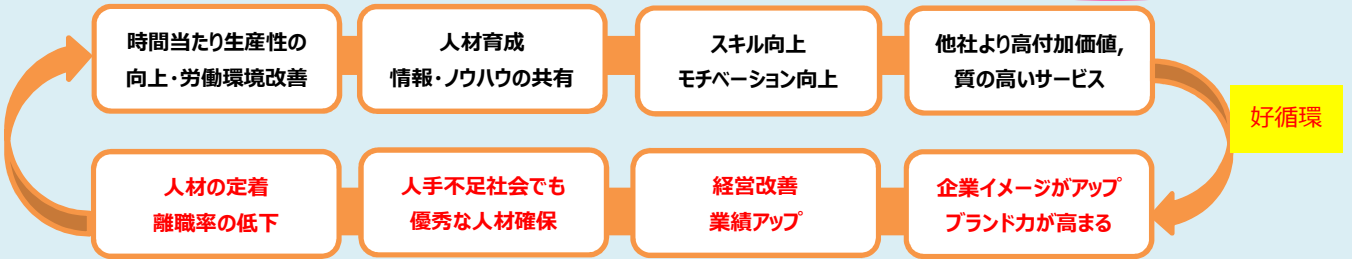 時間当たり生産性の
向上・労働環境改善
人材育成
情報・ノウハウの共有
スキル向上
モチベーション向上
他社より高付加価値,
質の高いサービス
好循環
企業イメージがアップ
ブランド力が高まる
経営改善
業績アップ
人手不足社会でも
優秀な人材確保
人材の定着
離職率の低下